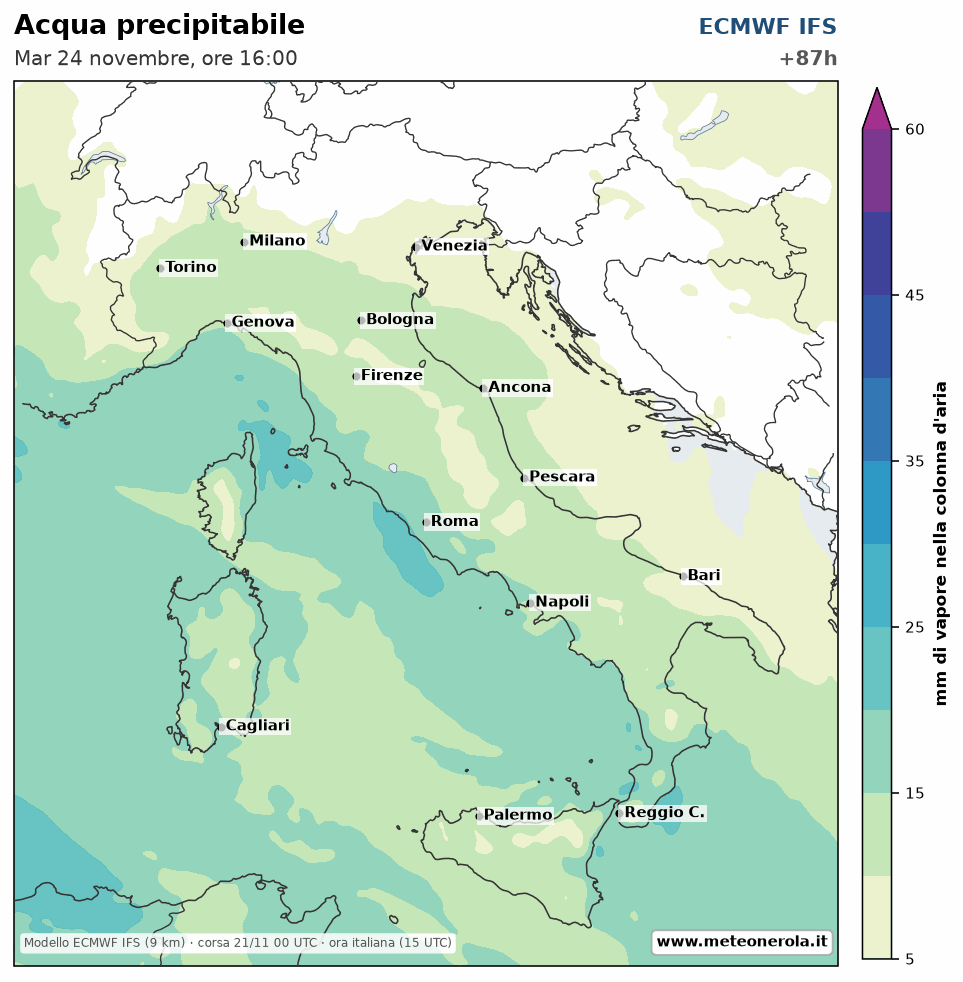 Acqua precipitabile
ECMWF IFS
Mar 24 novembre, ore 16:00
+87h
60
Milano
Venezia
Torino
45
Genova
Bologna
Firenze
Ancona
35
Pescara
Roma
Bari
Napoli
25
mm di vapore nella colonna d'aria
Cagliari
15
Palermo
Reggio C.
Modello ECMWF IFS (9 km) · corsa 21/11 00 UTC · ora italiana (15 UTC)
www.meteonerola.it
5